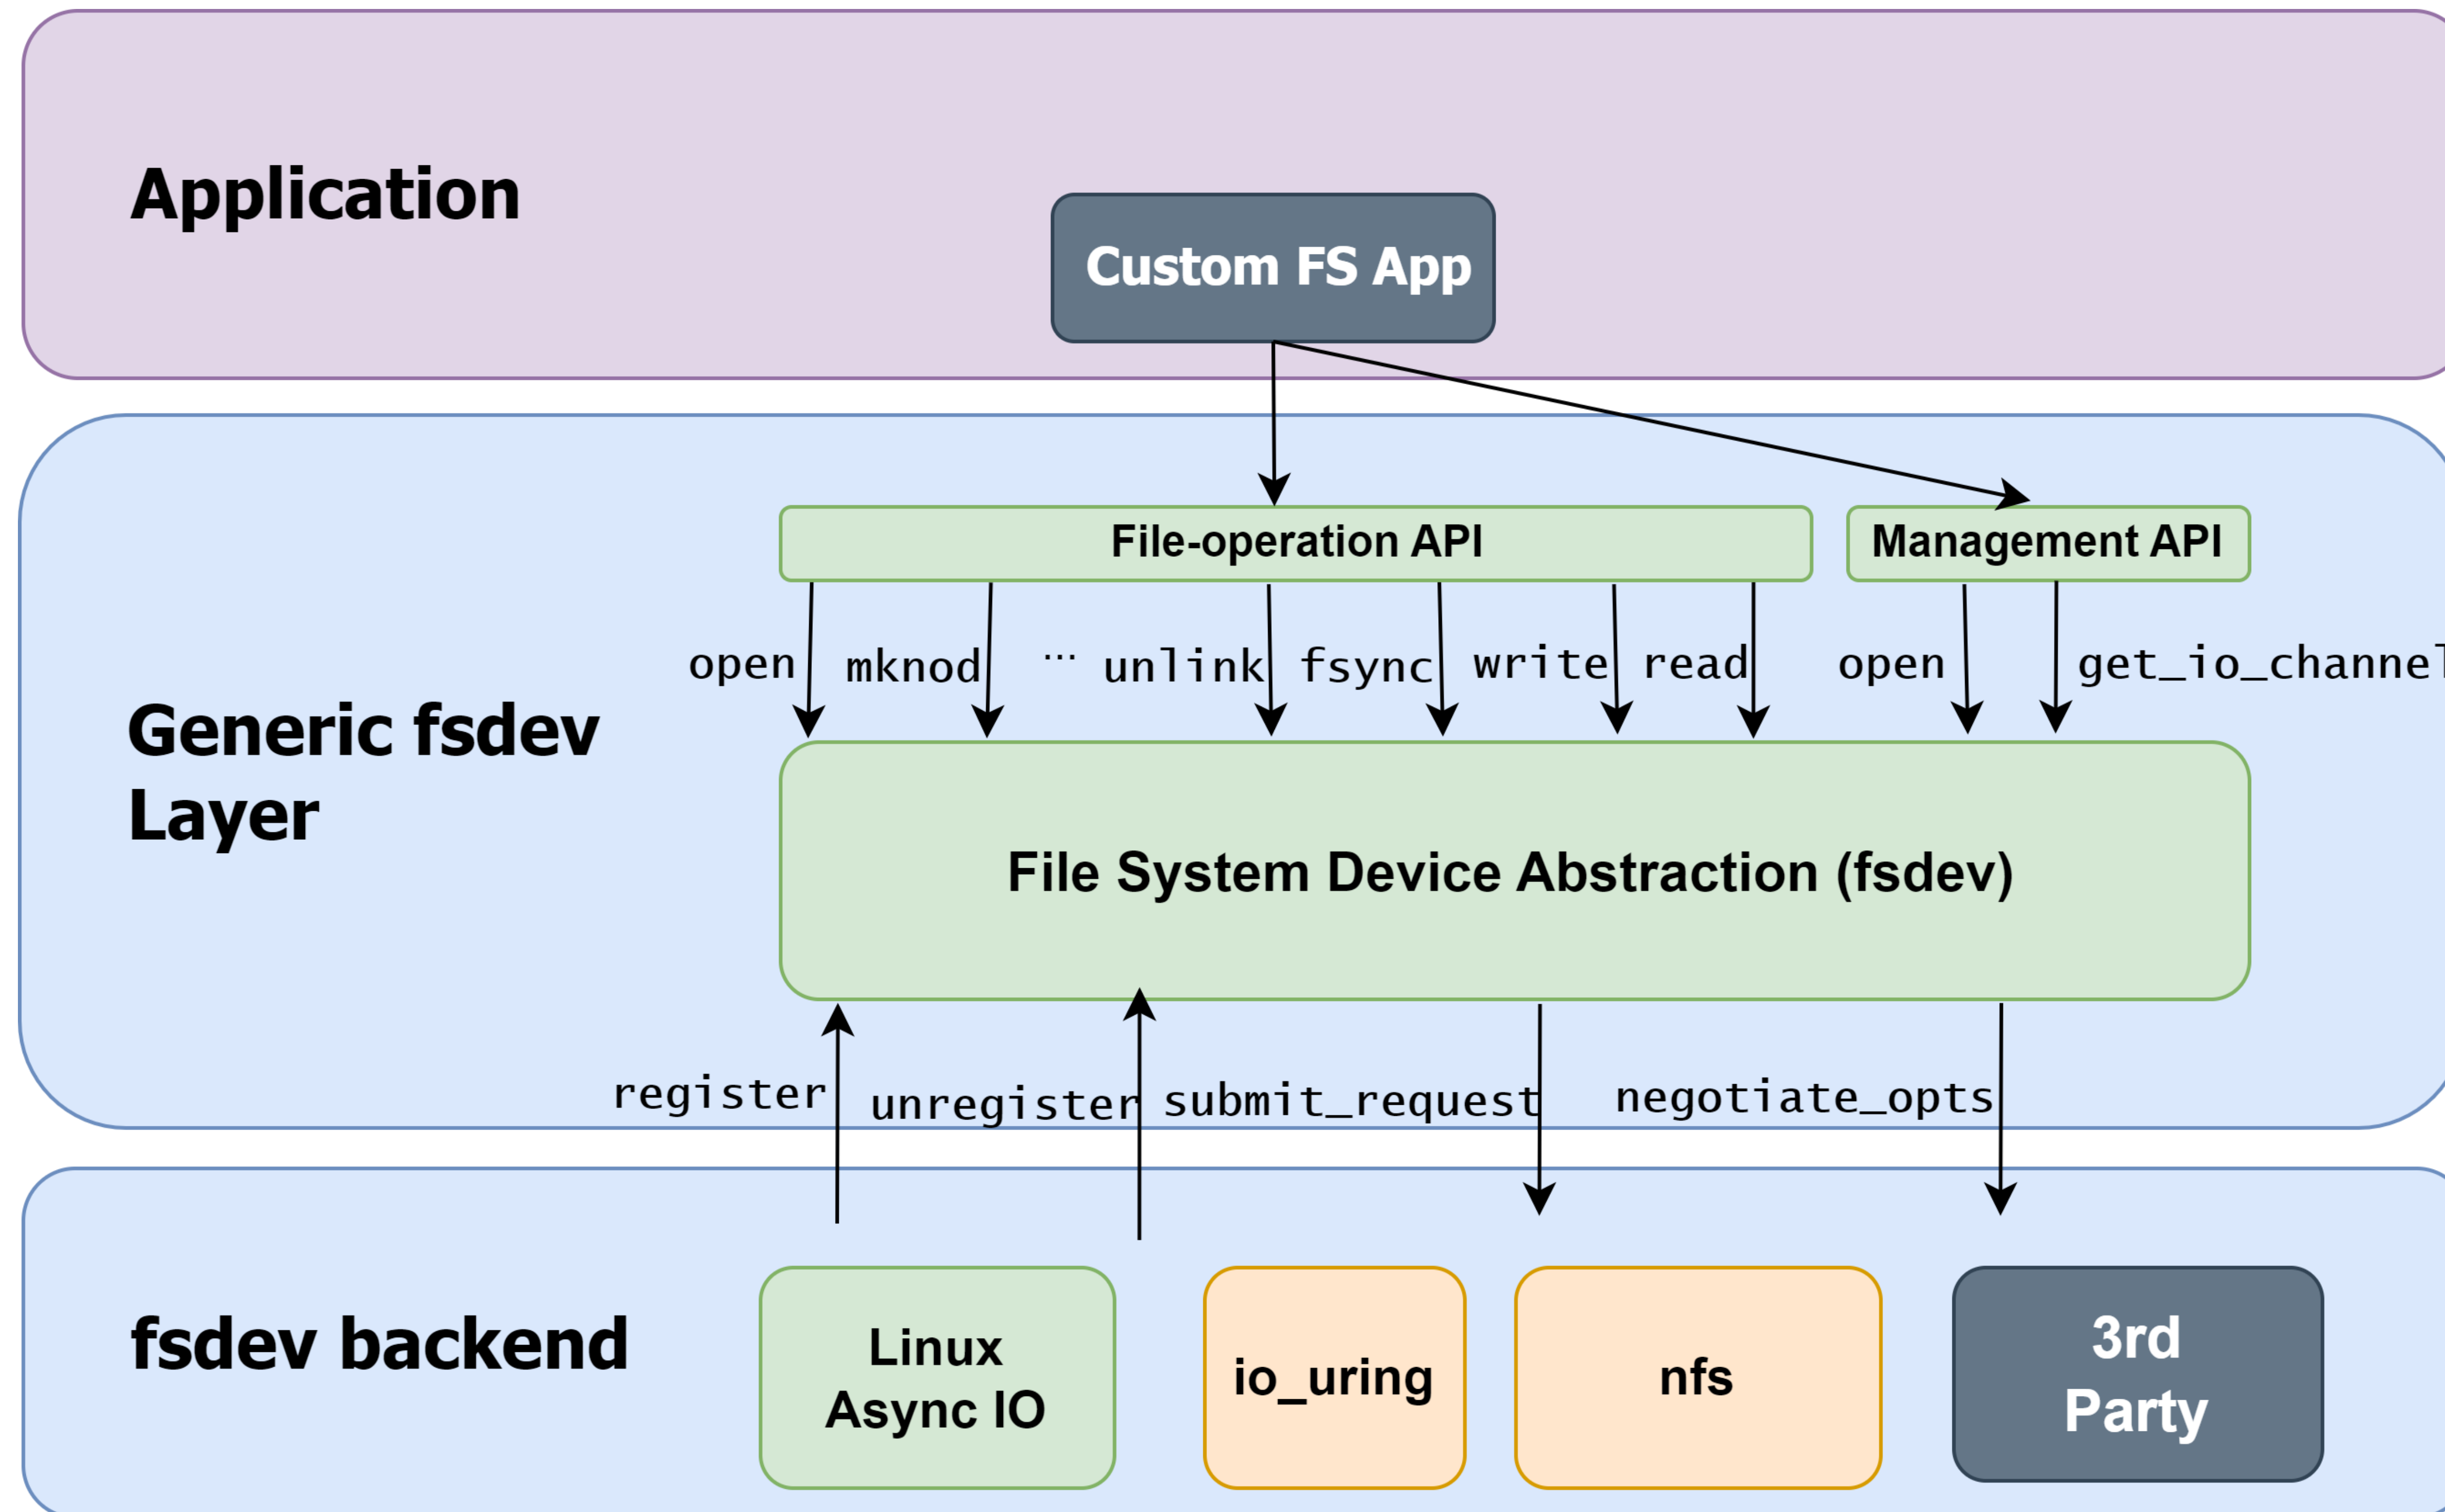 Application
Custom FS App
File-operation API
Management API
open mknod ... unlink fsync write read open get_io_channel
Generic fsdev
Layer
File System Device Abstraction (fsdev)
register unregister submit_request negotiate_opts
fsdev backend
Linux
Async IO
io_uring
nfs
3rd
Party